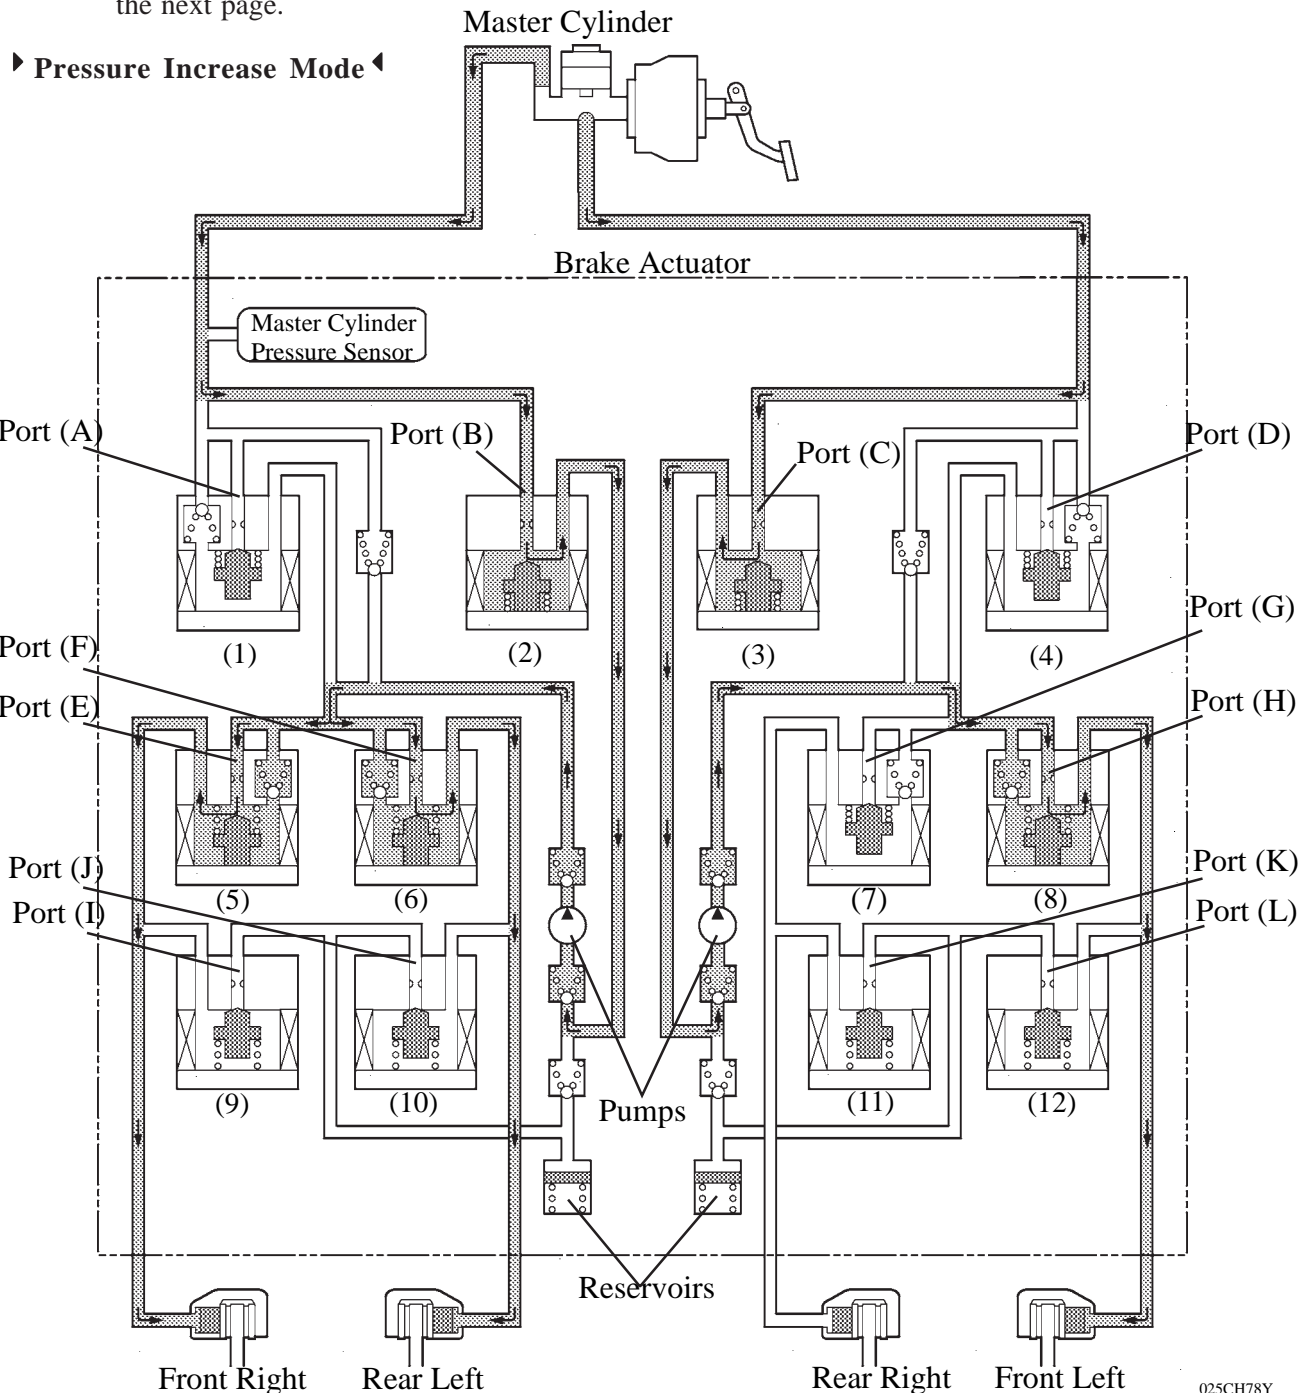 the next page.
Master Cylinder
Pressure Increase Mode
Brake Actuator
Master Cylinder
Pressure Sensor
Port (A)
Port (B)
Port (C)
Port (D)
(1)
(2)
(3)
(4)
Port (F)
Port (G)
Port (E)
Port (H)
(5)
(6)
(7)
(8)
Port (J)
Port (K)
Port (I)
Port (L)
(9)
(10)
Pumps
(11)
(12)
Reservoirs
Front Right
Rear Left
Rear Right
Front Left
025CH78Y